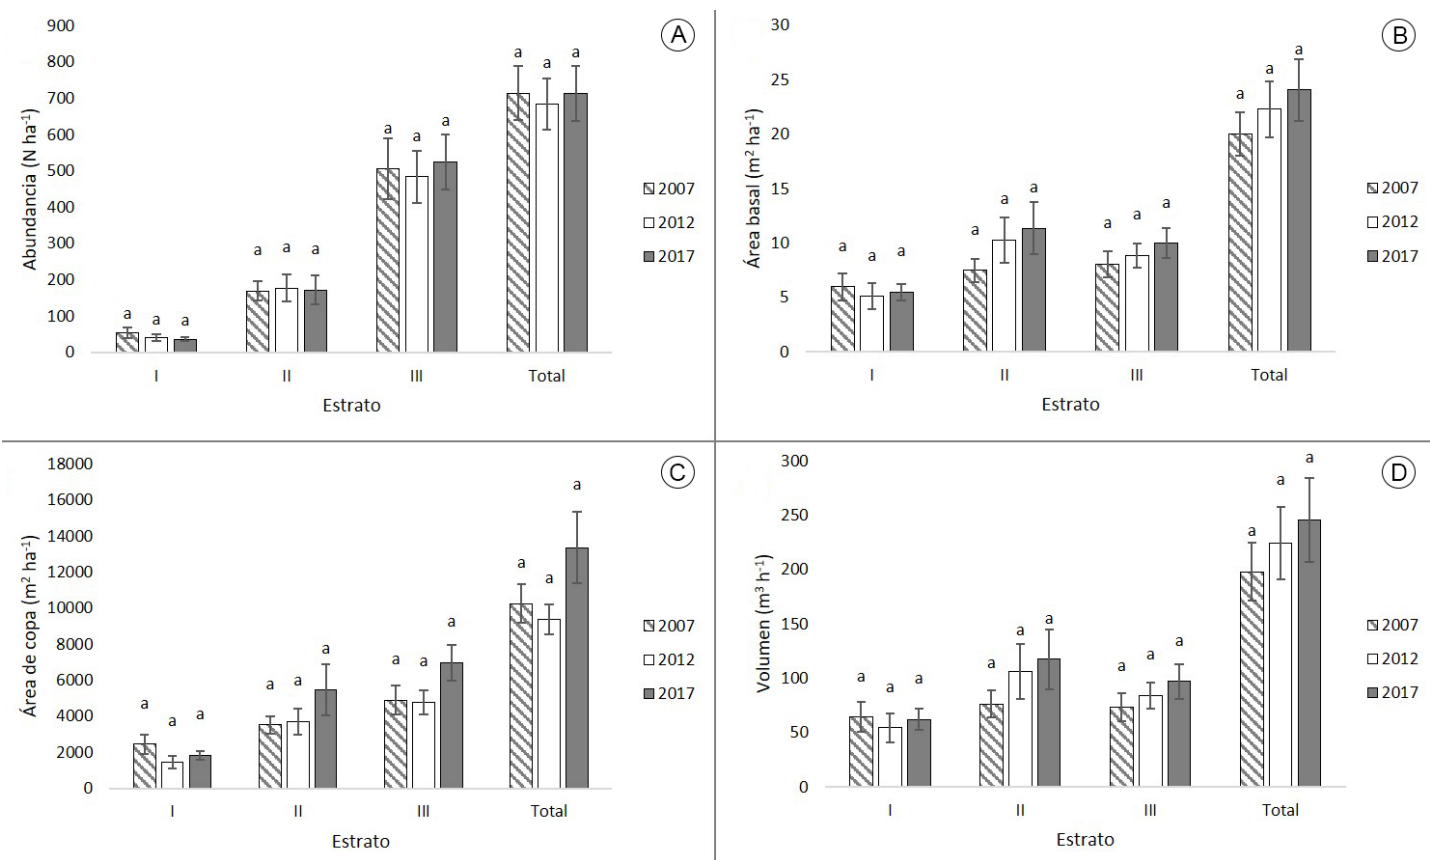 A
Abundancia (N ha⁻¹)
900
800
700
600
500
400
300
200
100
0
a a a
a a a
a a a
a a a
I II III Total
Estrato
2007
2012
2017
B
Área basal (m² ha⁻¹)
30
25
20
15
10
5
0
a a a
a a a
a a a
a a a
I II III Total
Estrato
2007
2012
2017
C
Área de copa (m² ha⁻¹)
18000
16000
14000
12000
10000
8000
6000
4000
2000
0
a a a
a a a
a a a
a a a
I II III Total
Estrato
2007
2012
2017
D
Volumen (m³ h⁻¹)
300
250
200
150
100
50
0
a a a
a a a
a a a
a a a
I II III Total
Estrato
2007
2012
2017